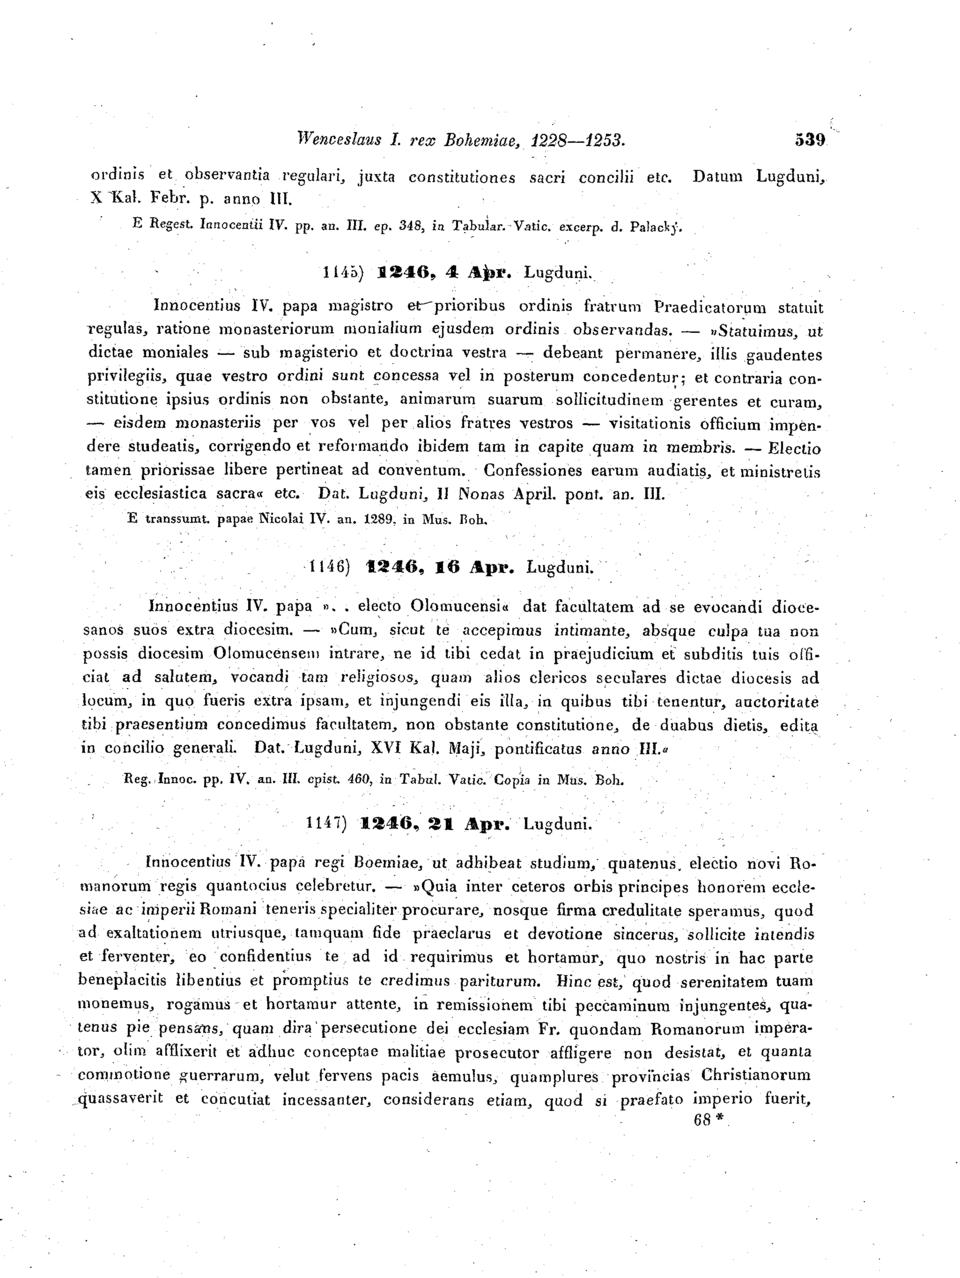 Wenceslaus I. rex Bohemiae, 1228—1253. 539
ordinis et observantia regulari, juxta constitutiones sacri concilii etc. Datum Lugduni,
X Kal. Febr. p. anno III.
E Regest. Innocentii IV. pp. an. III. ep. 348, in Tabular. Vatic. excerp. d. Palacký.
1145) 1246, 4 Apr. Lugduni.
Innocentius IV. papa magistro et prioribus ordinis fratrum Praedicatorum statuit
regulas, ratione monasteriorum monialium ejusdem ordinis observandas. — »Statuimus, ut
dictae moniales — sub magisterio et doctrina vestra — debeant permanere, illis gaudentes
privilegiis, quae vestro ordini sunt concessa vel in posterum concedentur; et contraria con-
stitutione ipsius ordinis non obstante, animarum suarum sollicitudinem gerentes et curam,
— eisdem monasteriis per vos vel per alios fratres vestros — visitationis officium impen-
dere studeatis, corrigendo et reformando ibidem tam in capite quam in membris. — Electio
tamen priorissae libere pertineat ad conventum. Confessiones earum audiatis, et ministretis
eis ecclesiastica sacra« etc. Dat. Lugduni, II Nonas April. pont. an. III.
E transsumt. papae Nicolai IV. an. 1289, in Mus. Boh.
1146) 1246, 16 Apr. Lugduni.
Innocentius IV. papa ». . electo Olomucensi« dat facultatem ad se evocandi dioce-
sanos suos extra diocesim. — »Cum, sicut te accepimus intimante, absque culpa tua non
possis diocesim Olomucensem intrare, ne id tibi cedat in praejudicium et subditis tuis offi-
ciat ad salutem, vocandi tam religiosos, quam alios clericos seculares dictae diocesis ad
locum, in quo fueris extra ipsam, et injungendi eis illa, in quibus tibi tenentur, auctoritate
tibi praesentium concedimus facultatem, non obstante constitutione, de duabus dietis, edita
in concilio generali. Dat. Lugduni, XVI Kal. Maji, pontificatus anno III.«
Reg. Innoc. pp. IV. an. III. epist. 460, in Tabul. Vatic. Copia in Mus. Boh.
1147) 1246, 21 Apr. Lugduni.
Innocentius IV. papa regi Boemiae, ut adhibeat studium, quatenus electio novi Ro-
manorum regis quantocius celebretur. — »Quia inter ceteros orbis principes honorem eccle-
siae ac imperii Romani teneris specialiter procurare, nosque firma credulitate speramus, quod
ad exaltationem utriusque, tamquam fide praeclarus et devotione sincerus, sollicite intendis
et ferventer, eo confidentius te ad id requirimus et hortamur, quo nostris in hac parte
beneplacitis libentius et promptius te credimus pariturum. Hinc est, quod serenitatem tuam
monemus, rogamus et hortamur attente, in remissionem tibi peccaminum injungentes, qua-
tenus pie pensans, quam dira persecutione dei ecclesiam Fr. quondam Romanorum impera-
tor, olim afflixerit et adhuc conceptae malitiae prosecutor affligere non desistat, et quanta
commotione guerrarum, velut fervens pacis aemulus, quamplures provincias Christianorum
quassaverit et concutiat incessanter, considerans etiam, quod si praefato imperio fuerit,
68*